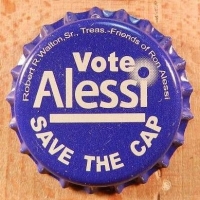 Robert R. Walton, Sr., Treas.-Friends of Ron Alessi
Vote
Alessi
SAVE THE CAP